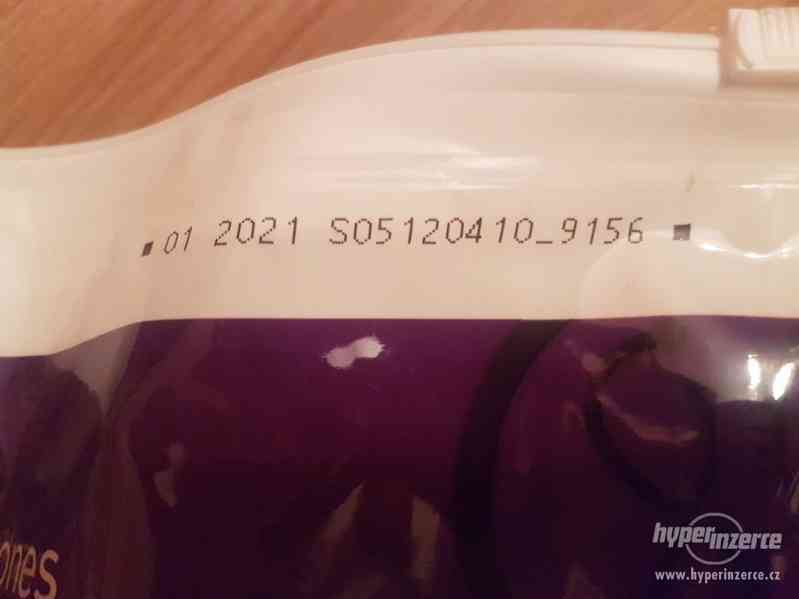 01 2021 S05120410_9156
ones
hyperinzerce
www.hyperinzerce.cz